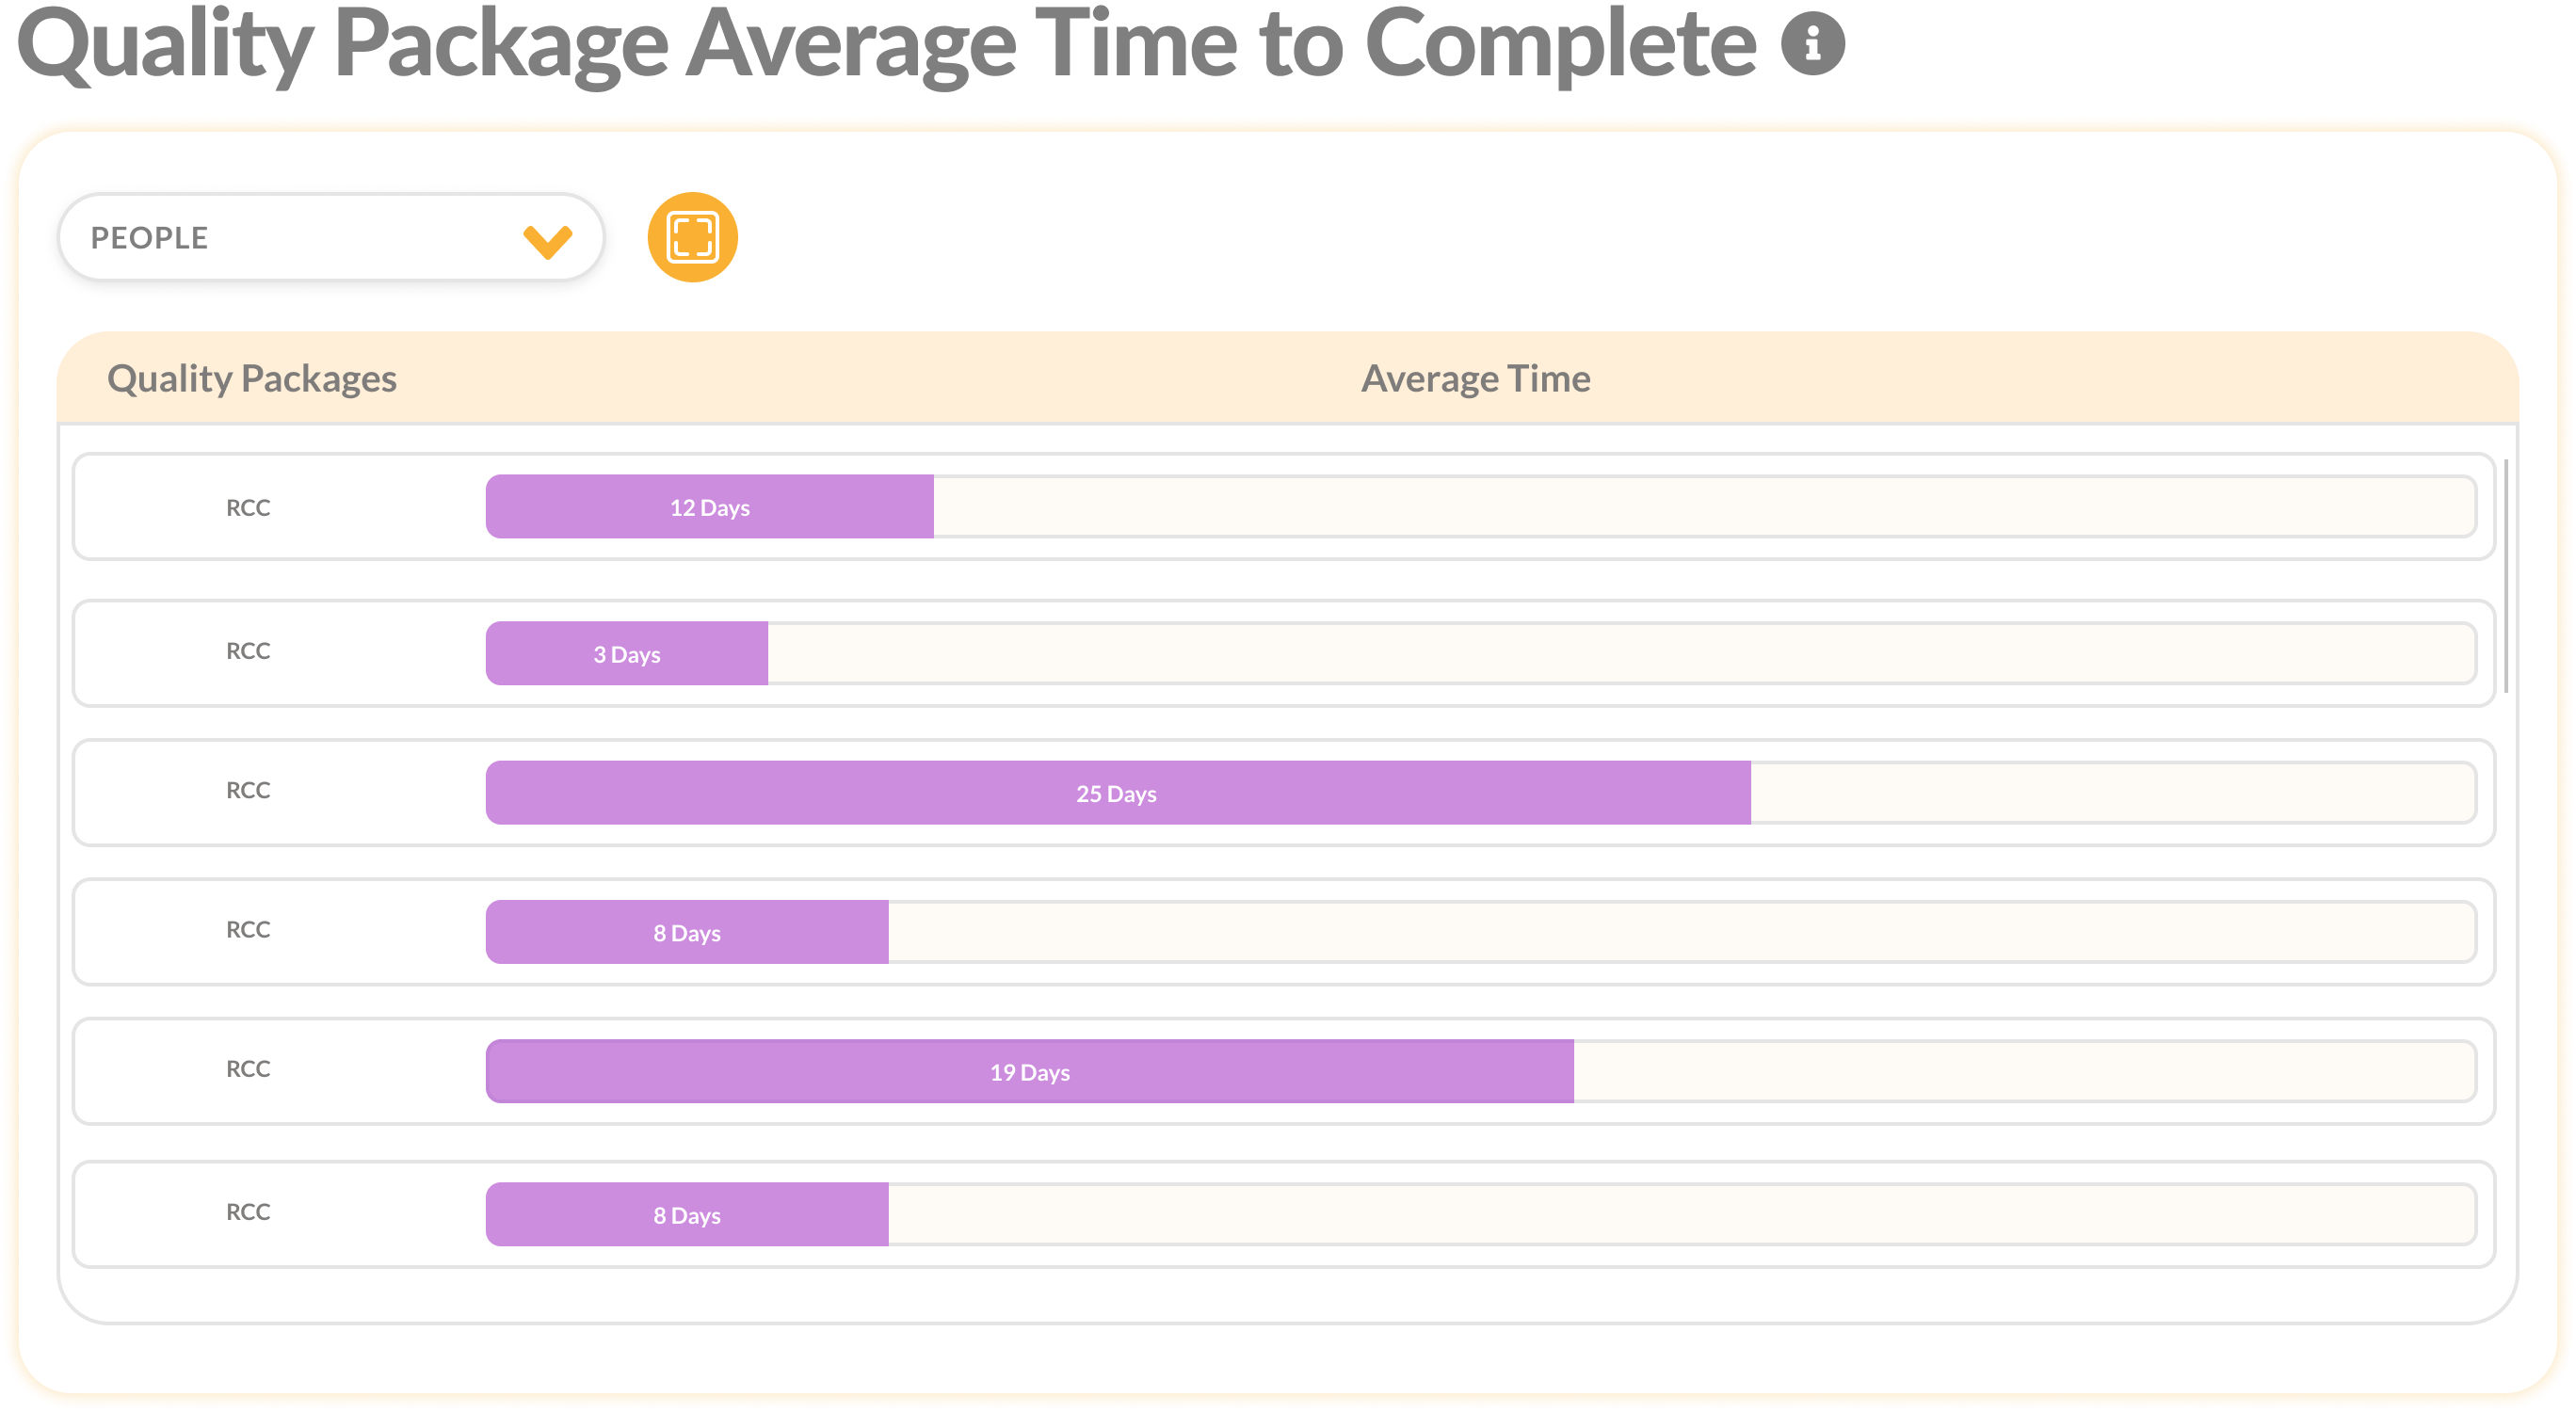 Quality Package Average Time to Complete
PEOPLE
Quality Packages Average Time
RCC 12 Days
RCC 3 Days
RCC 25 Days
RCC 8 Days
RCC 19 Days
RCC 8 Days